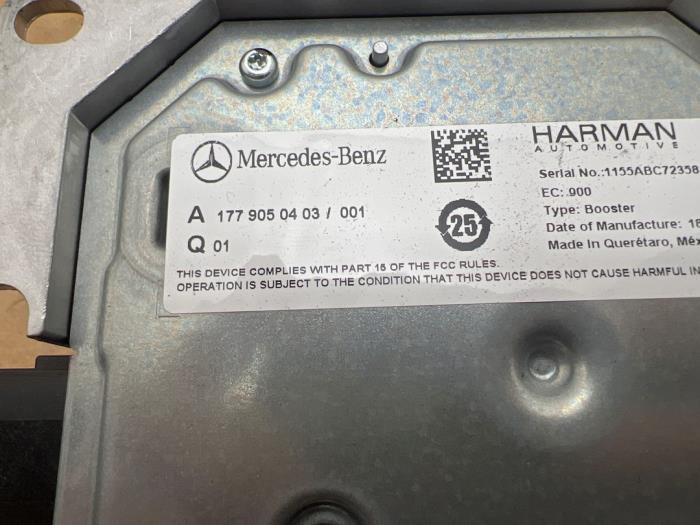 Mercedes-Benz
A 177 905 04 03 / 001
Q 01
25
HARMAN
AUTOMOTIVE
Serial No.:1155ABC72358
EC: 900
Type: Booster
Date of Manufacture: 16
Made In Querétaro, Méx
THIS DEVICE COMPLIES WITH PART 15 OF THE FCC RULES.
OPERATION IS SUBJECT TO THE CONDITION THAT THIS DEVICE DOES NOT CAUSE HARMFUL IN